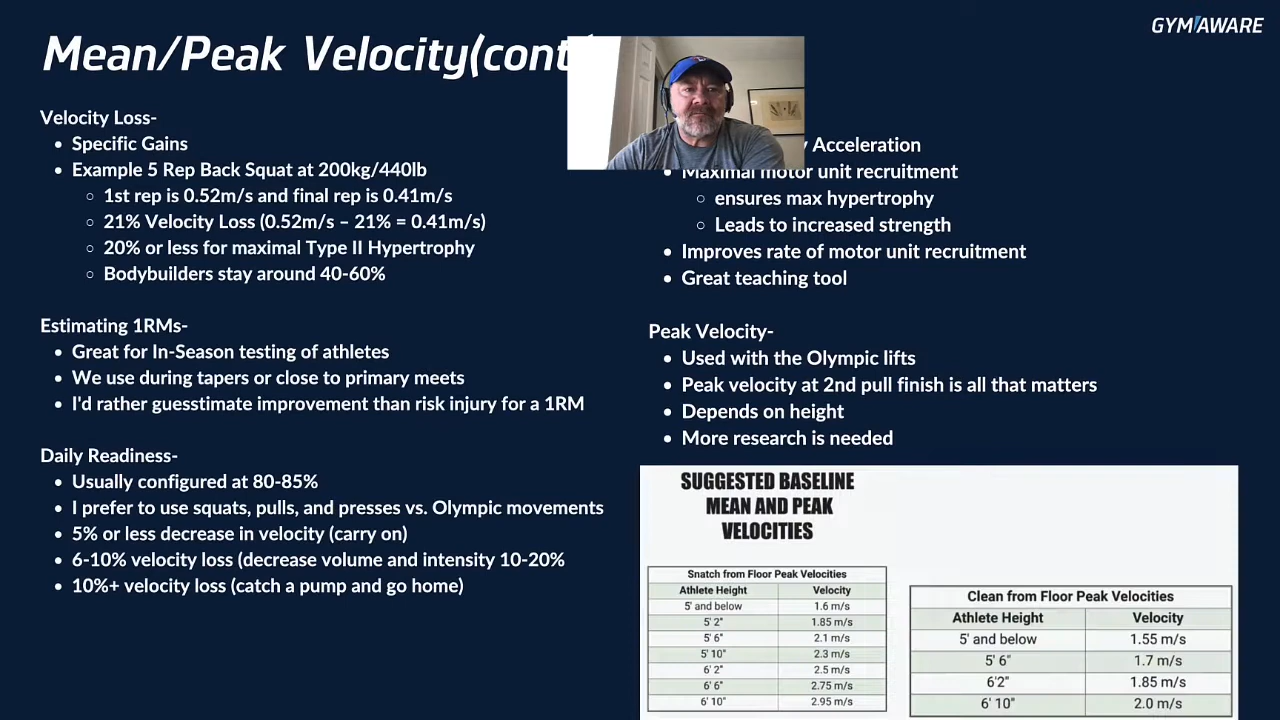 GYMAWARE
Mean/Peak Velocity(cont
Velocity Loss-
• Specific Gains
• Example 5 Rep Back Squat at 200kg/440lb
○ 1st rep is 0.52m/s and final rep is 0.41m/s
○ 21% Velocity Loss (0.52m/s – 21% = 0.41m/s)
○ 20% or less for maximal Type II Hypertrophy
○ Bodybuilders stay around 40-60%
Estimating 1RMs-
• Great for In-Season testing of athletes
• We use during tapers or close to primary meets
• I'd rather guesstimate improvement than risk injury for a 1RM
Daily Readiness-
• Usually configured at 80-85%
• I prefer to use squats, pulls, and presses vs. Olympic movements
• 5% or less decrease in velocity (carry on)
• 6-10% velocity loss (decrease volume and intensity 10-20%
• 10%+ velocity loss (catch a pump and go home)
Acceleration
• Maximal motor unit recruitment
○ ensures max hypertrophy
○ Leads to increased strength
• Improves rate of motor unit recruitment
• Great teaching tool
Peak Velocity-
• Used with the Olympic lifts
• Peak velocity at 2nd pull finish is all that matters
• Depends on height
• More research is needed
SUGGESTED BASELINE
MEAN AND PEAK
VELOCITIES
Snatch from Floor Peak Velocities
Athlete Height Velocity
5' and below 1.6 m/s
5' 2" 1.85 m/s
5' 6" 2.1 m/s
5' 10" 2.3 m/s
6' 2" 2.5 m/s
6' 6" 2.75 m/s
6' 10" 2.95 m/s
Clean from Floor Peak Velocities
Athlete Height Velocity
5' and below 1.55 m/s
5' 6" 1.7 m/s
6'2" 1.85 m/s
6' 10" 2.0 m/s